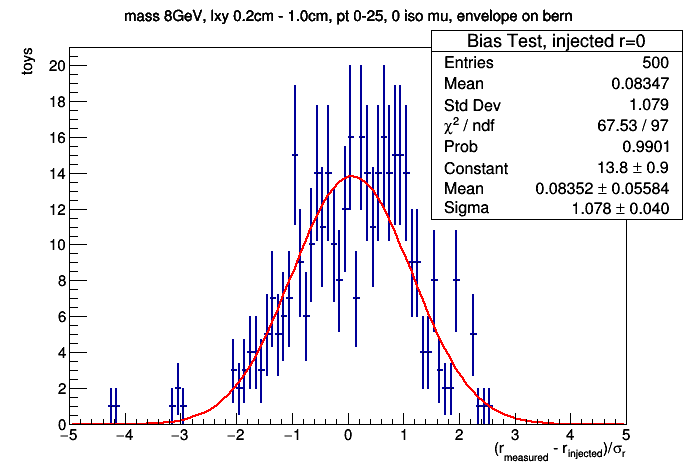 mass 8GeV, lxy 0.2cm - 1.0cm, pt 0-25, 0 iso mu, envelope on bern
Bias Test, injected r=0
Entries 500
Mean 0.08347
Std Dev 1.079
χ² / ndf 67.53 / 97
Prob 0.9901
Constant 13.8 ± 0.9
Mean 0.08352 ± 0.05584
Sigma 1.078 ± 0.040
toys
20
18
16
14
12
10
8
6
4
2
0
−5 −4 −3 −2 −1 0 1 2 3 4 5
(r_measured - r_injected)/σ_r